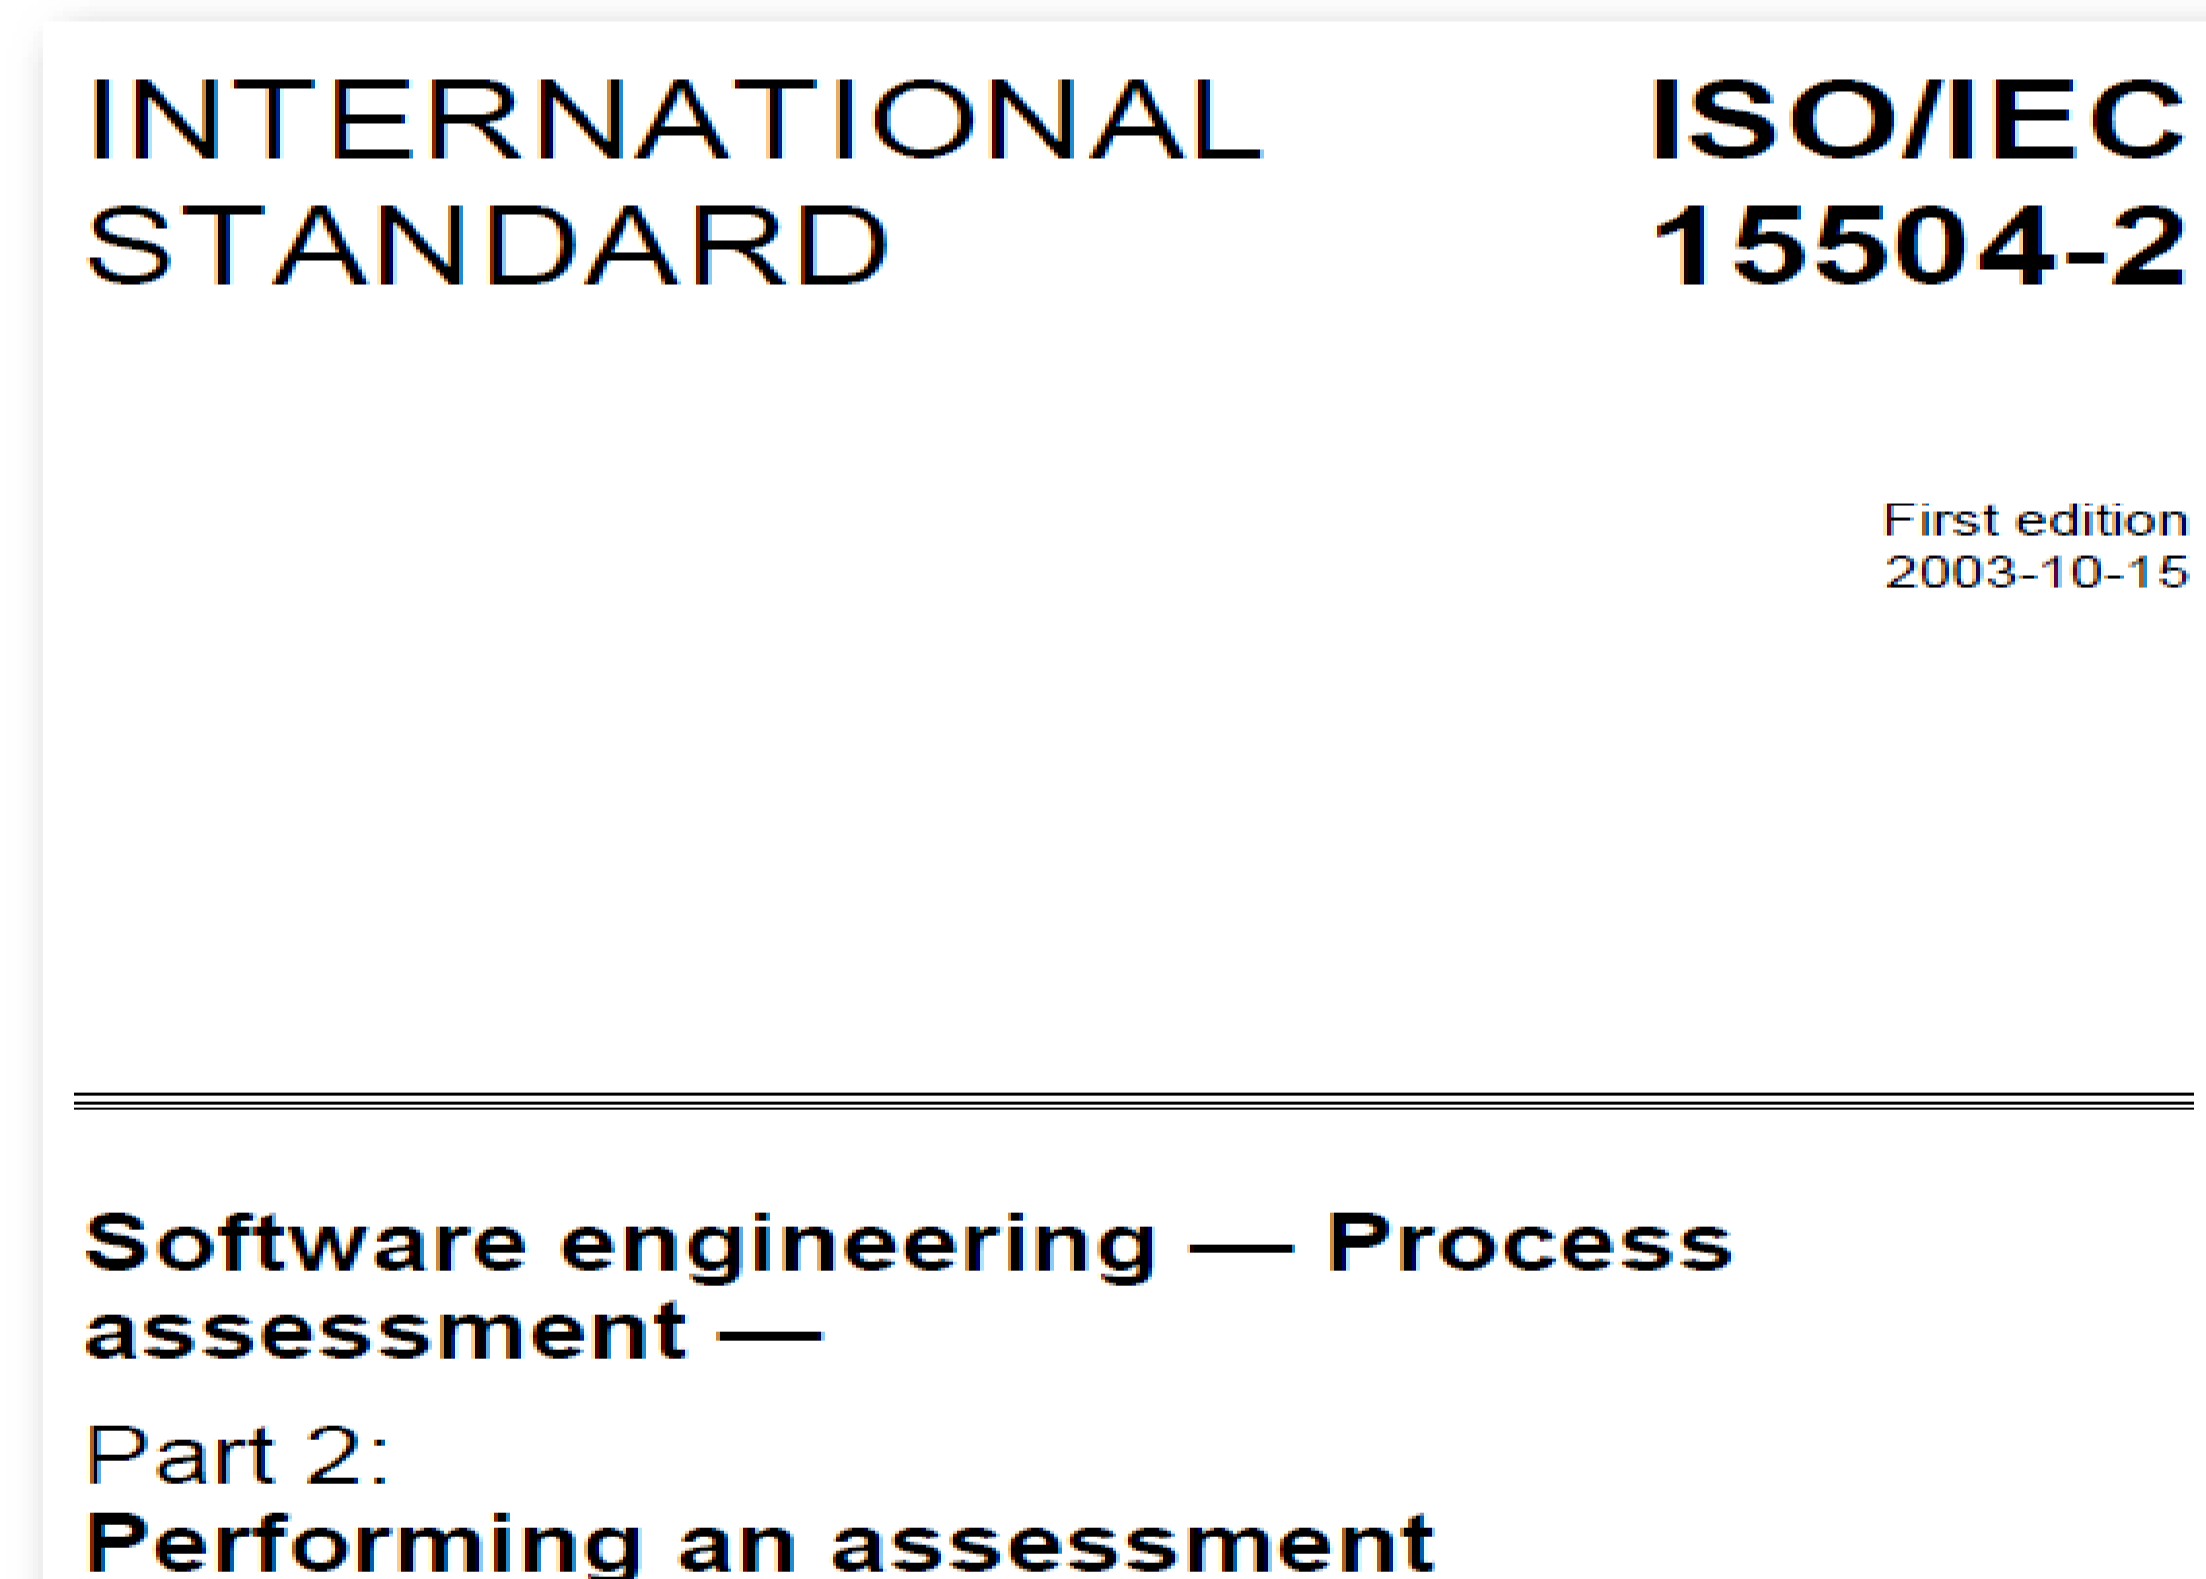 INTERNATIONAL
STANDARD
ISO/IEC
15504-2
First edition
2003-10-15
Software engineering — Process
assessment —
Part 2:
Performing an assessment